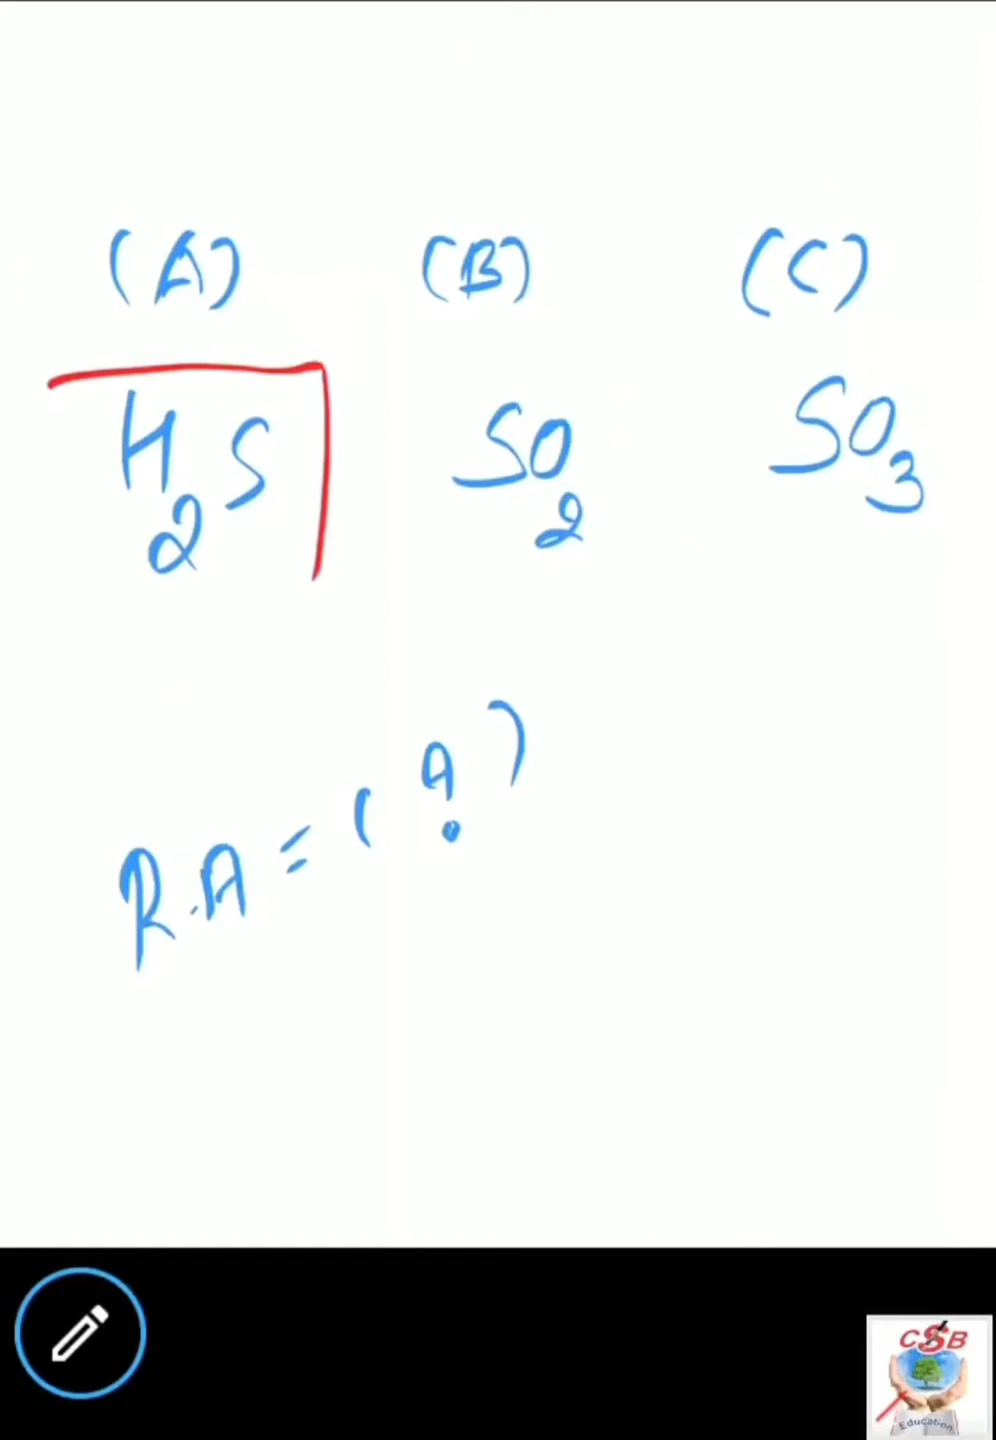 (A) (B) (C)
H₂S SO₂ SO₃
R.A = (?)
CSB
Education